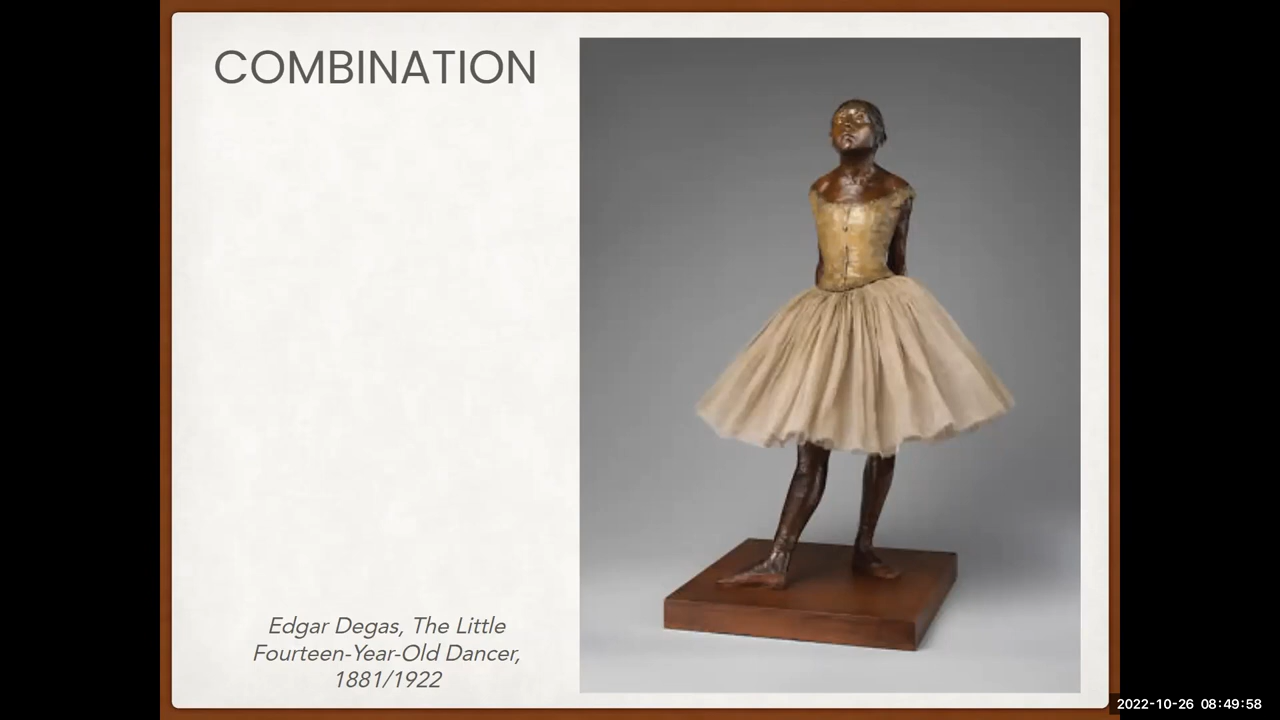 COMBINATION
Edgar Degas, The Little
Fourteen-Year-Old Dancer,
1881/1922
2022-10-26 08:49:58